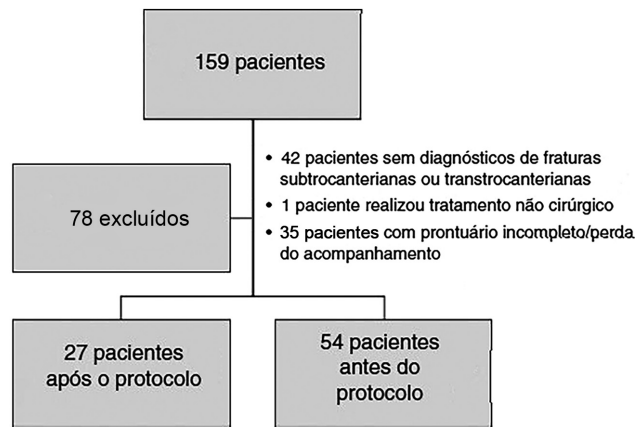 159 pacientes
• 42 pacientes sem diagnósticos de fraturas
subtrocanterianas ou transtrocanterianas
• 1 paciente realizou tratamento não cirúrgico
• 35 pacientes com prontuário incompleto/perda
do acompanhamento
78 excluídos
27 pacientes
após o protocolo
54 pacientes
antes do
protocolo